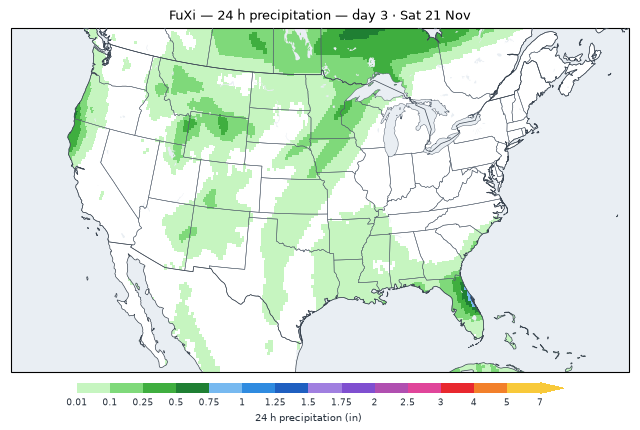 FuXi — 24 h precipitation — day 3 · Sat 21 Nov
0.01 0.1 0.25 0.5 0.75 1 1.25 1.5 1.75 2 2.5 3 4 5 7
24 h precipitation (in)